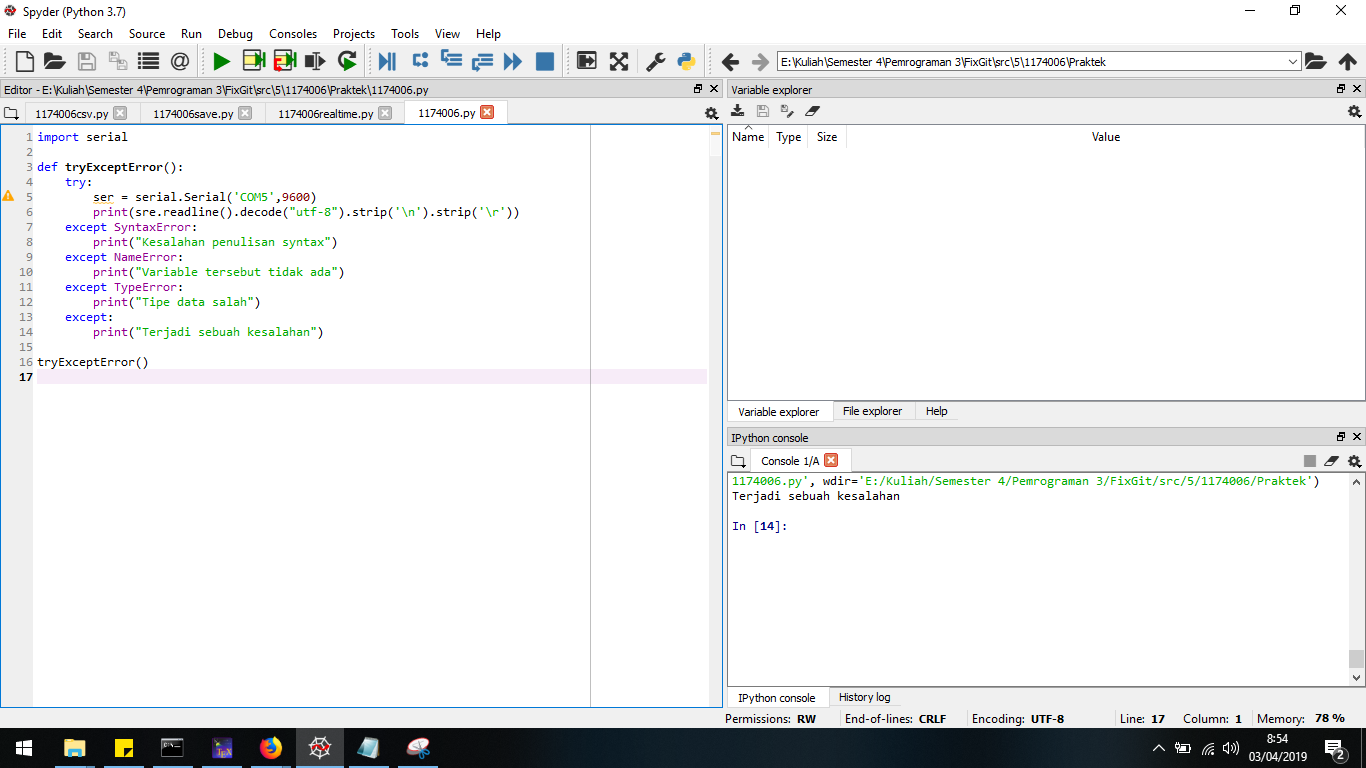 Spyder (Python 3.7)
File Edit Search Source Run Debug Consoles Projects Tools View Help
E:\Kuliah\Semester 4\Pemrograman 3\FixGit\src\5\1174006\Praktek
Editor - E:\Kuliah\Semester 4\Pemrograman 3\FixGit\src\5\1174006\Praktek\1174006.py
1174006csv.py 1174006save.py 1174006realtime.py 1174006.py
1 import serial
2
3 def tryExceptError():
4     try:
5         ser = serial.Serial('COM5',9600)
6         print(sre.readline().decode("utf-8").strip('\n').strip('\r'))
7     except SyntaxError:
8         print("Kesalahan penulisan syntax")
9     except NameError:
10         print("Variable tersebut tidak ada")
11     except TypeError:
12         print("Tipe data salah")
13     except:
14         print("Terjadi sebuah kesalahan")
15
16 tryExceptError()
17
Variable explorer
Name Type Size Value
Variable explorer File explorer Help
IPython console
Console 1/A
1174006.py', wdir='E:/Kuliah/Semester 4/Pemrograman 3/FixGit/src/5/1174006/Praktek')
Terjadi sebuah kesalahan
In [14]:
IPython console History log
Permissions: RW End-of-lines: CRLF Encoding: UTF-8 Line: 17 Column: 1 Memory: 78 %
8:54
03/04/2019
2